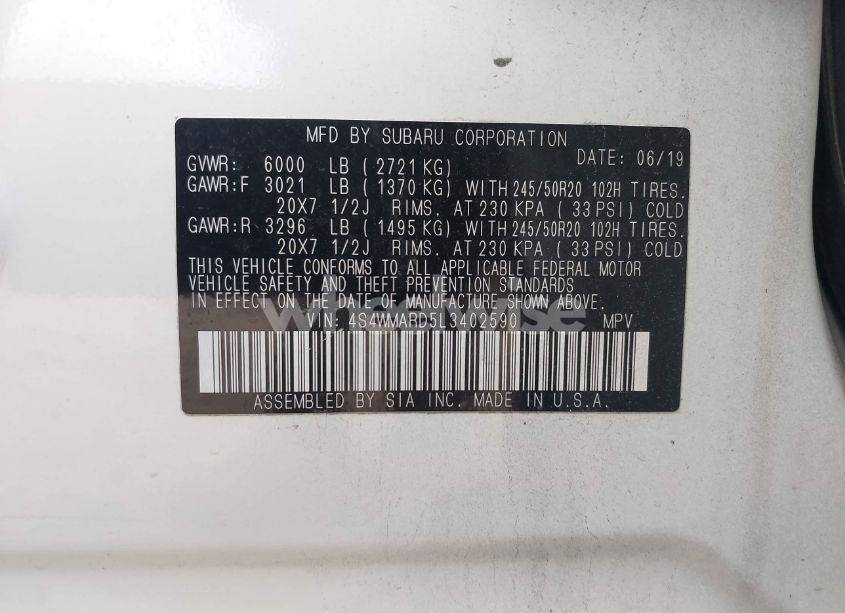 MFD BY SUBARU CORPORATION
GVWR: 6000 LB ( 2721 KG) DATE: 06/19
GAWR:F 3021 LB ( 1370 KG) WITH 245/50R20 102H TIRES.
20X7 1/2J RIMS. AT 230 KPA ( 33 PSI) COLD
GAWR:R 3296 LB ( 1495 KG) WITH 245/50R20 102H TIRES.
20X7 1/2J RIMS. AT 230 KPA ( 33 PSI) COLD
THIS VEHICLE CONFORMS TO ALL APPLICABLE FEDERAL MOTOR
VEHICLE SAFETY AND THEFT PREVENTION STANDARDS
IN EFFECT ON THE DATE OF MANUFACTURE SHOWN ABOVE.
VIN: 4S4WMARD5L3402590 MPV
ASSEMBLED BY SIA INC. MADE IN U.S.A.